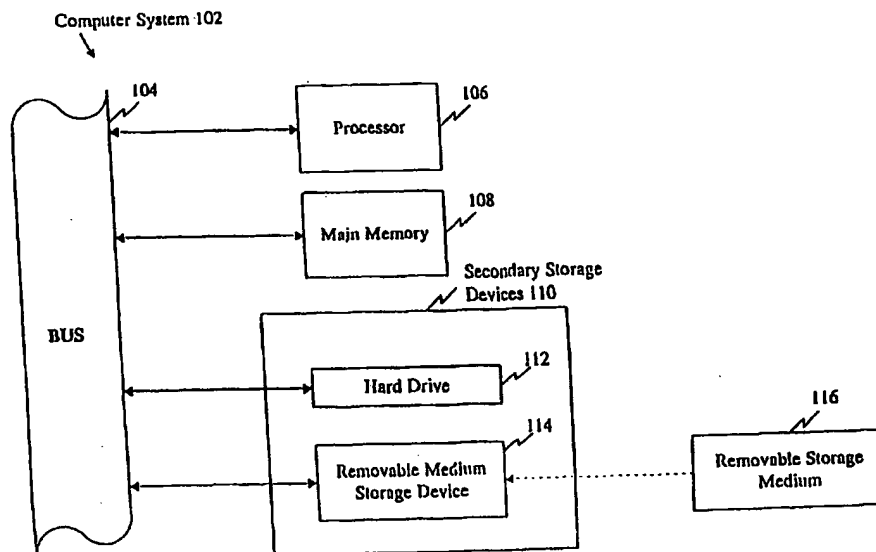 Computer System 102
104
Processor
106
Main Memory
108
Secondary Storage
Devices 110
BUS
Hard Drive
112
114
Removable Medium
Storage Device
116
Removable Storage
Medium